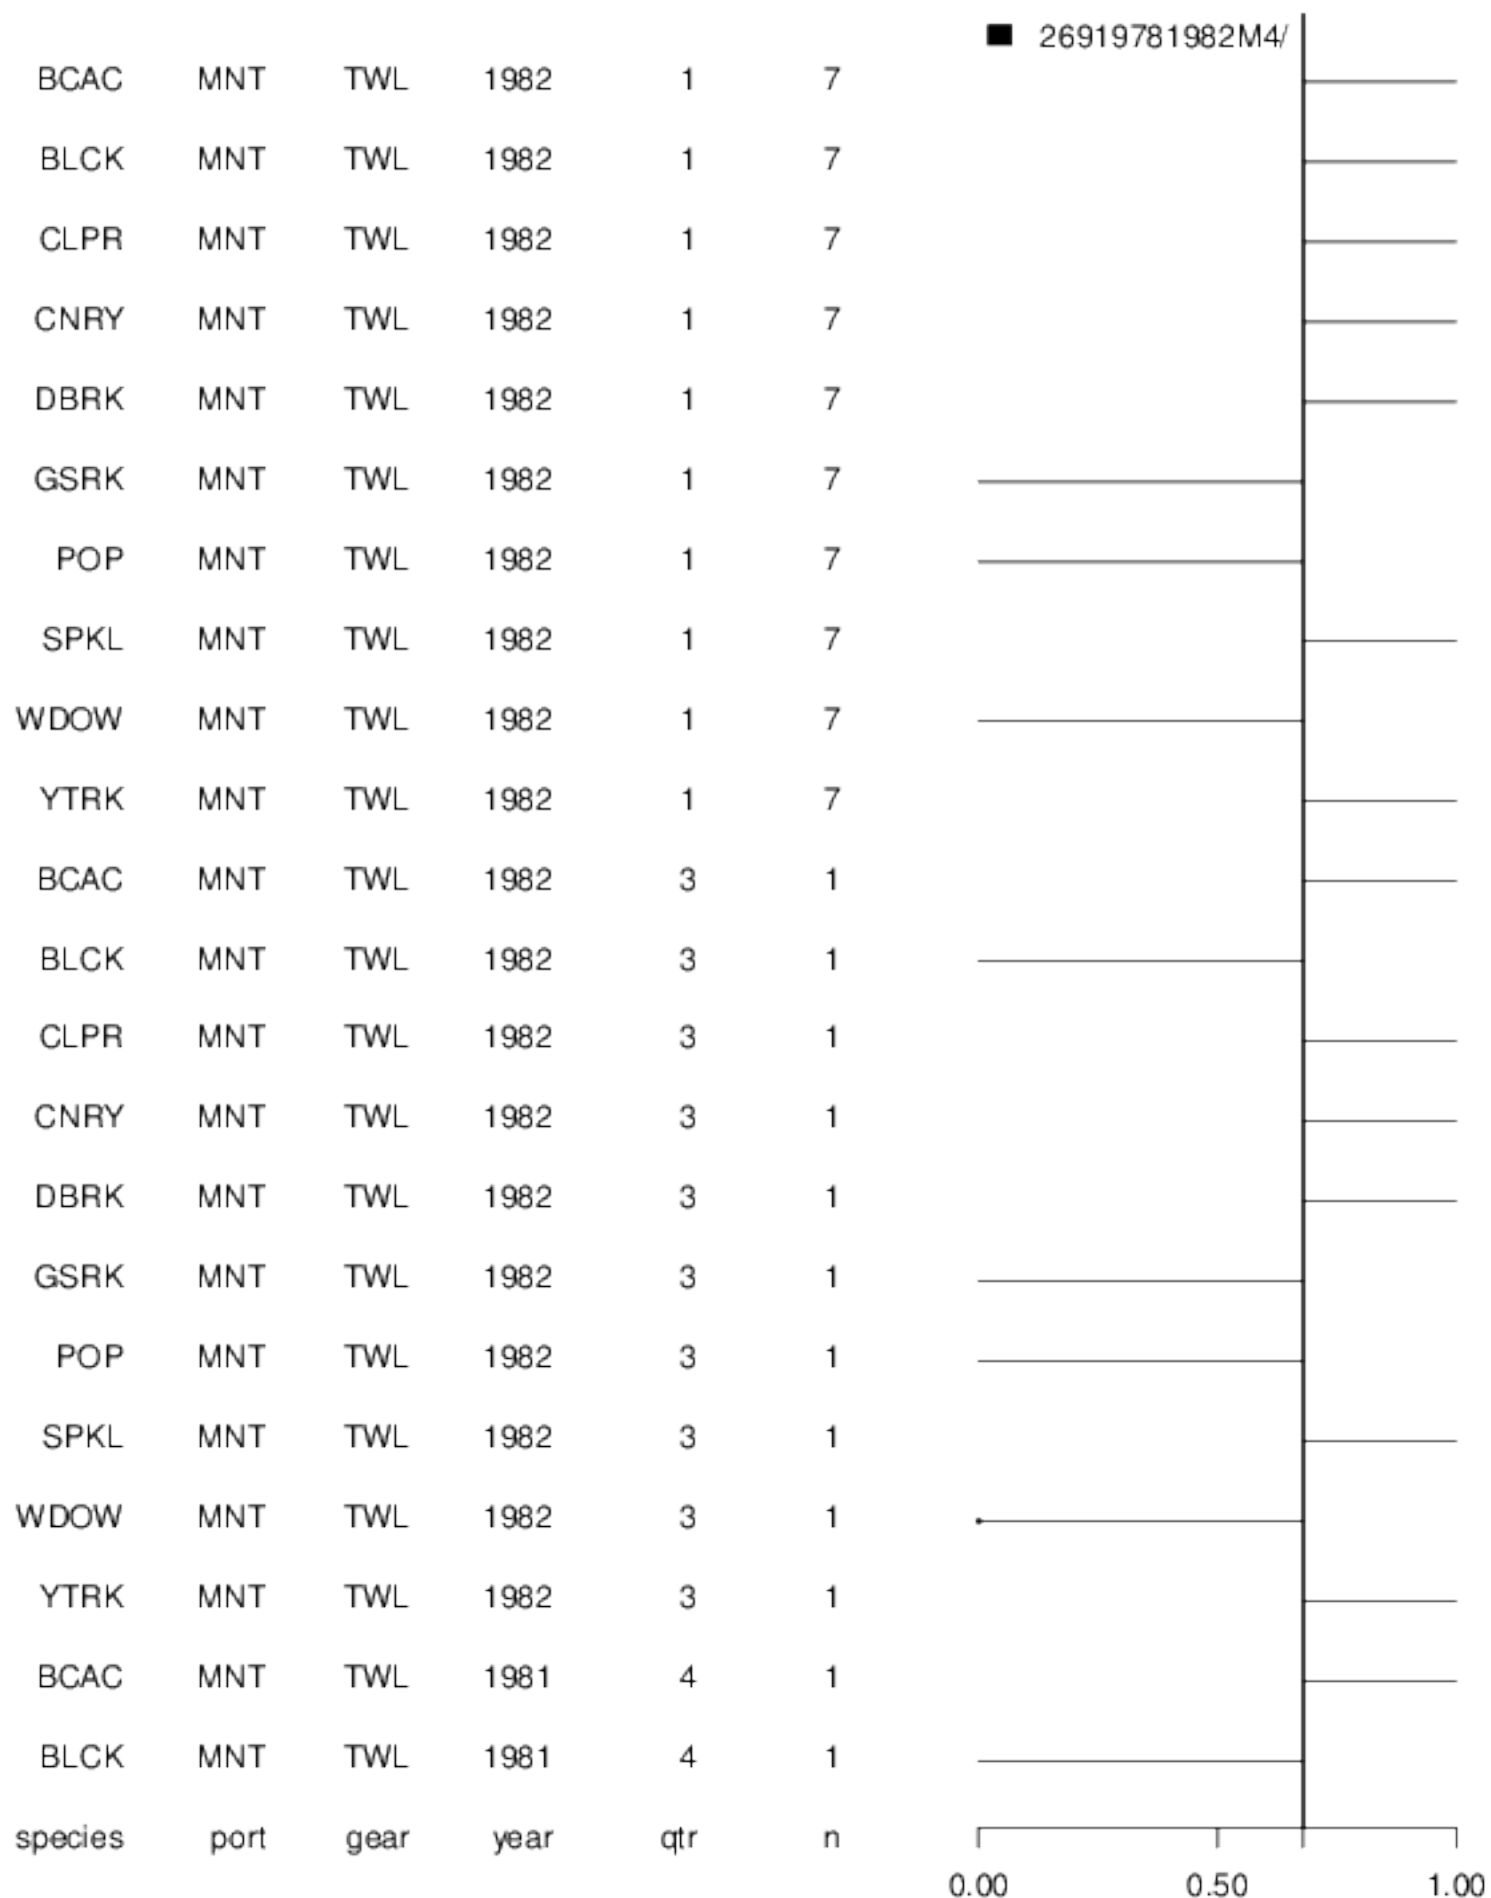 26919781982M4/
BCAC MNT TWL 1982 1 7
BLCK MNT TWL 1982 1 7
CLPR MNT TWL 1982 1 7
CNRY MNT TWL 1982 1 7
DBRK MNT TWL 1982 1 7
GSRK MNT TWL 1982 1 7
POP MNT TWL 1982 1 7
SPKL MNT TWL 1982 1 7
WDOW MNT TWL 1982 1 7
YTRK MNT TWL 1982 1 7
BCAC MNT TWL 1982 3 1
BLCK MNT TWL 1982 3 1
CLPR MNT TWL 1982 3 1
CNRY MNT TWL 1982 3 1
DBRK MNT TWL 1982 3 1
GSRK MNT TWL 1982 3 1
POP MNT TWL 1982 3 1
SPKL MNT TWL 1982 3 1
WDOW MNT TWL 1982 3 1
YTRK MNT TWL 1982 3 1
BCAC MNT TWL 1981 4 1
BLCK MNT TWL 1981 4 1
species port gear year qtr n
0.00 0.50 1.00